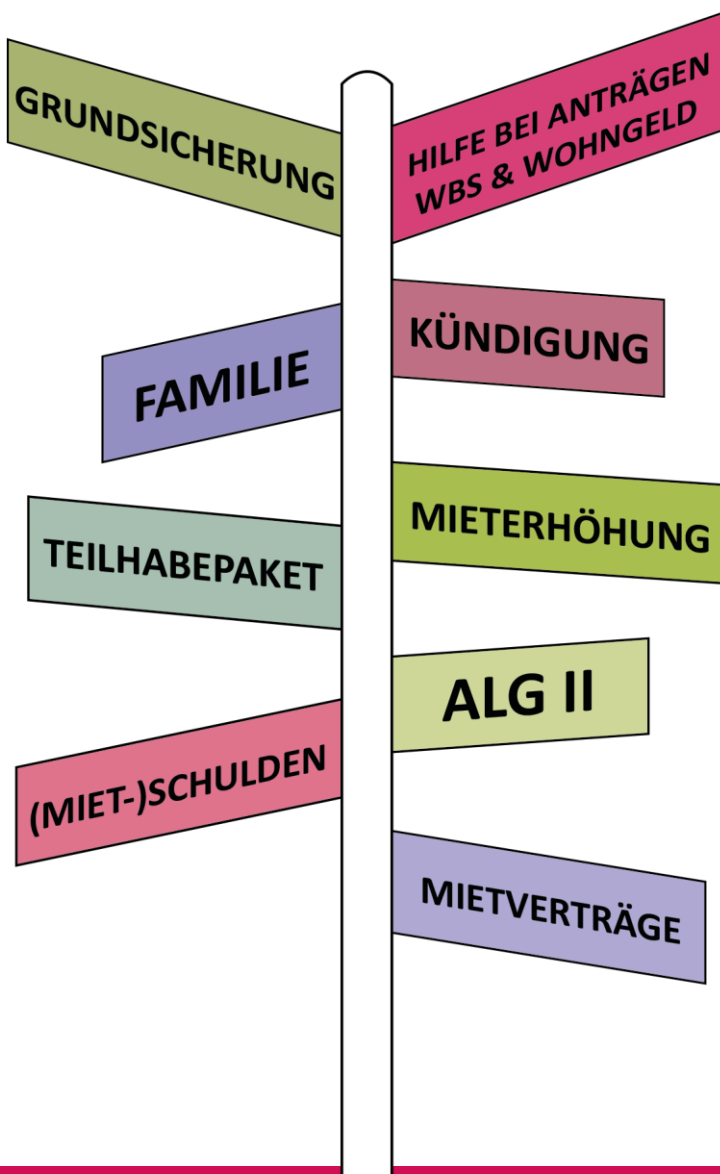 GRUNDSICHERUNG
HILFE BEI ANTRÄGEN
WBS & WOHNGELD
FAMILIE
KÜNDIGUNG
TEILHABEPAKET
MIETERHÖHUNG
(MIET-)SCHULDEN
ALG II
MIETVERTRÄGE